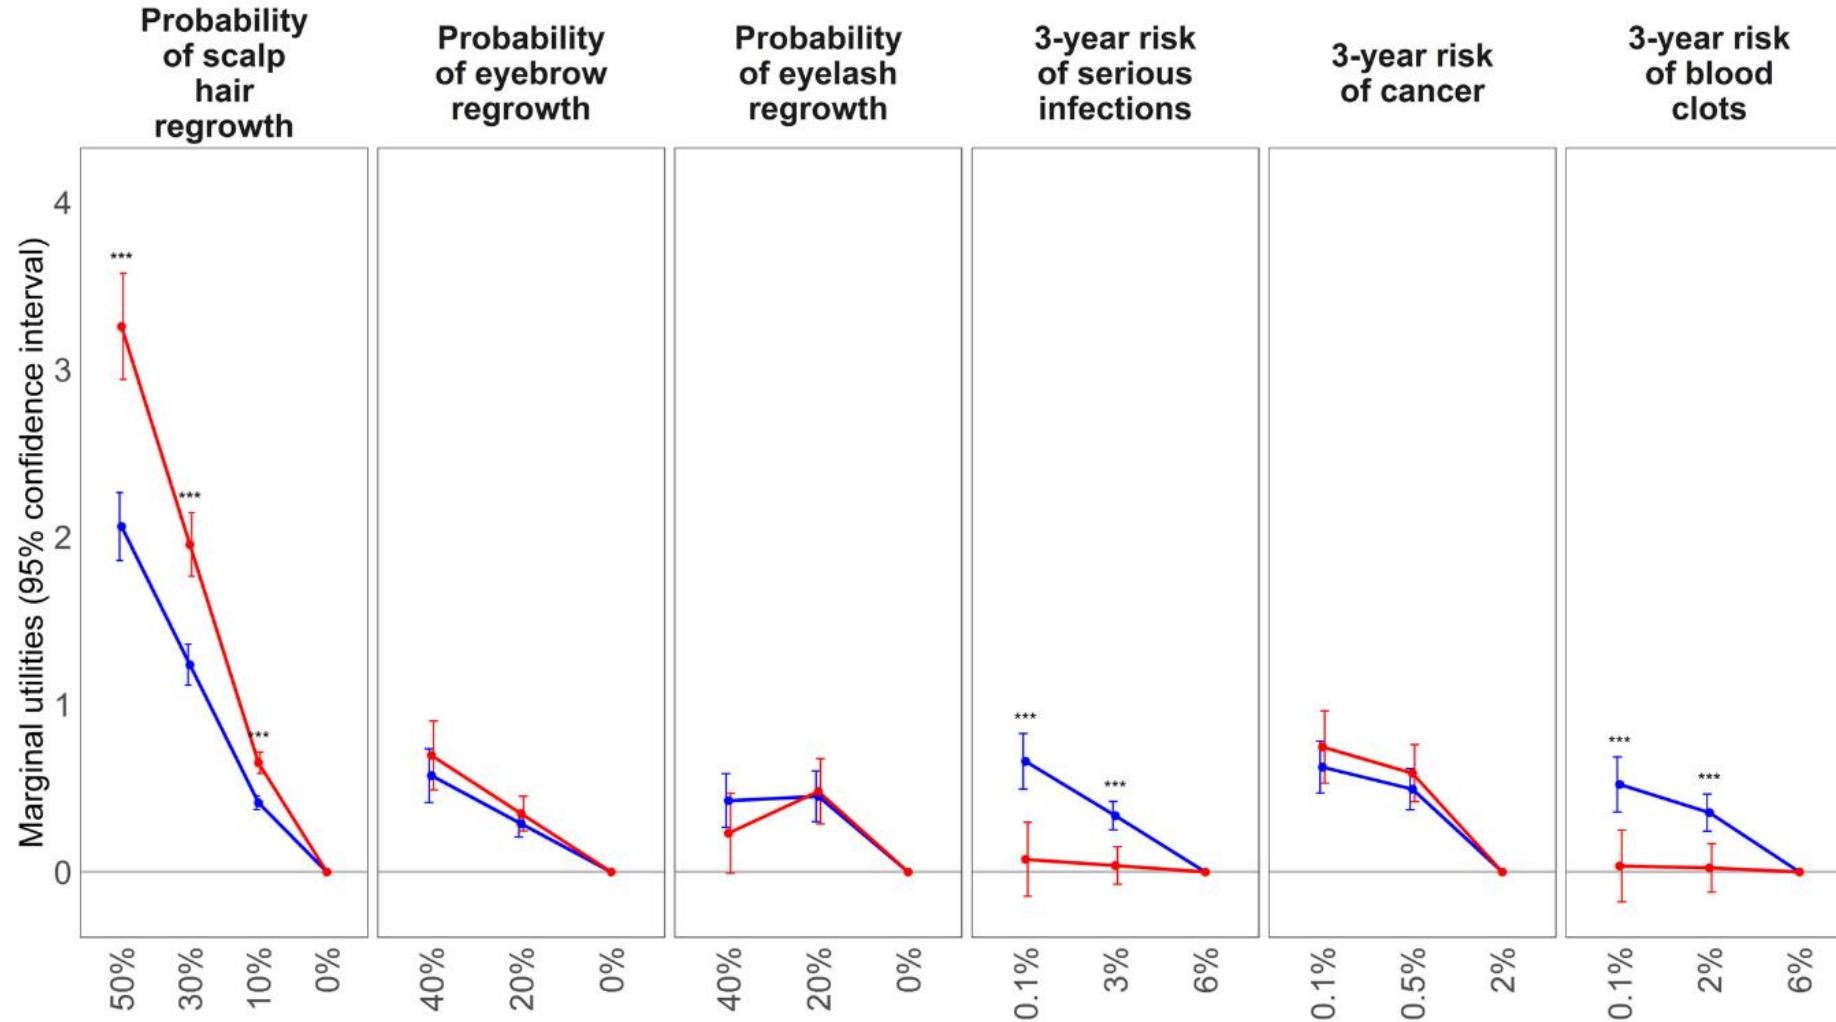 Probability
of scalp
hair
regrowth
Probability
of eyebrow
regrowth
Probability
of eyelash
regrowth
3-year risk
of serious
infections
3-year risk
of cancer
3-year risk
of blood
clots
Marginal utilities (95% confidence interval)
4
3
2
1
0
***
***
***
***
***
***
***
50%
30%
10%
0%
40%
20%
0%
40%
20%
0%
0.1%
3%
6%
0.1%
0.5%
2%
0.1%
2%
6%